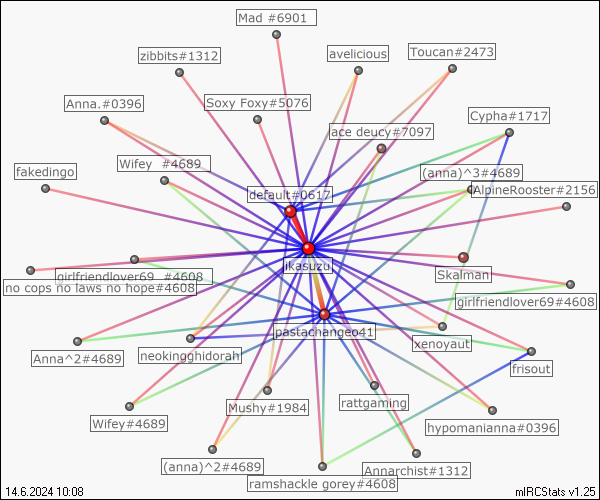 Mad #6901
zibbits#1312
avelicious
Toucan#2473
Anna.#0396
Soxy Foxy#5076
Cypha#1717
ace deucy#7097
fakedingo
Wifey_#4689
(anna)^3#4689
default#0617
AlpineRooster#2156
ikasuzu
Skalman
girlfriendlover69_#4608
no cops no laws no hope#4608
girlfriendlover69#4608
pastachangeo41
xenoyaut
Anna^2#4689
neokingghidorah
frisout
Mushy#1984
rattgaming
Wifey#4689
hypomanianna#0396
(anna)^2#4689
Annarchist#1312
ramshackle gorey#4608
14.6.2024 10:08
mIRCStats v1.25